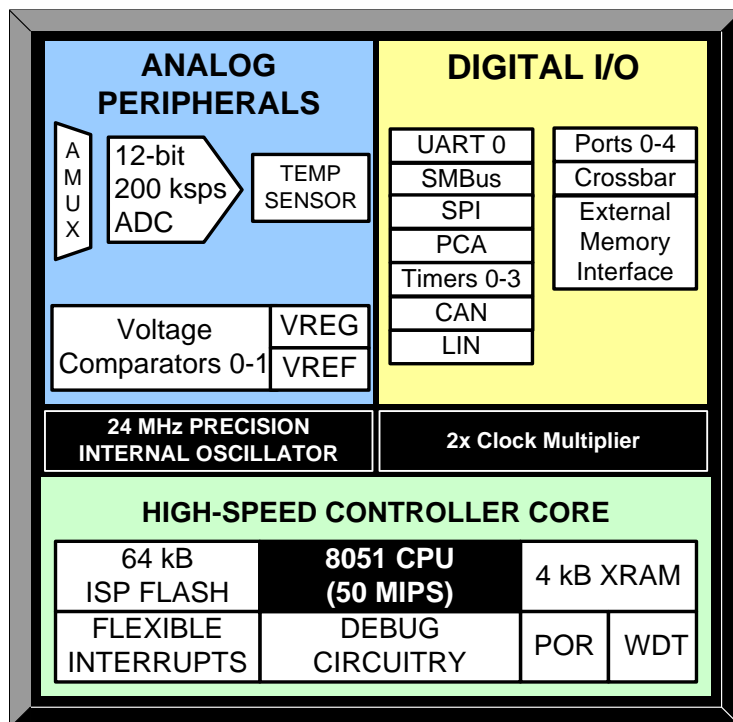 ANALOG
PERIPHERALS
A
M
U
X
12-bit
200 ksps
ADC
TEMP
SENSOR
Voltage
Comparators 0-1
VREG
VREF
DIGITAL I/O
UART 0
SMBus
SPI
PCA
Timers 0-3
CAN
LIN
Ports 0-4
Crossbar
External
Memory
Interface
24 MHz PRECISION
INTERNAL OSCILLATOR
2x Clock Multiplier
HIGH-SPEED CONTROLLER CORE
64 kB
ISP FLASH
8051 CPU
(50 MIPS)
4 kB XRAM
FLEXIBLE
INTERRUPTS
DEBUG
CIRCUITRY
POR
WDT